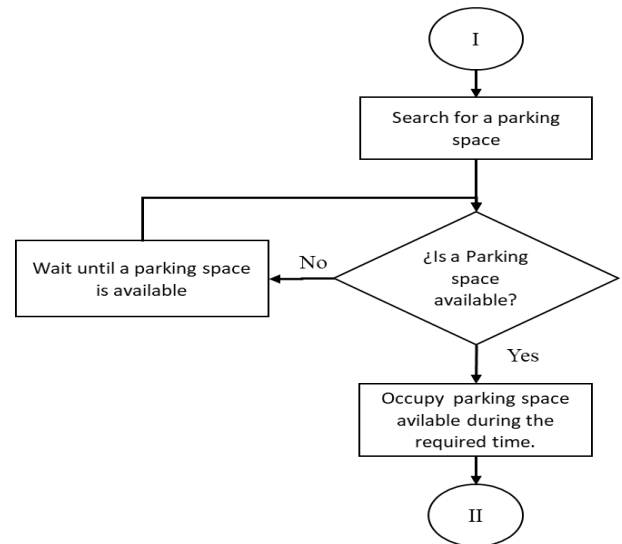 I
Search for a parking
space
¿Is a Parking
space
available?
No
Wait until a parking space
is available
Yes
Occupy parking space
avilable during the
required time.
II